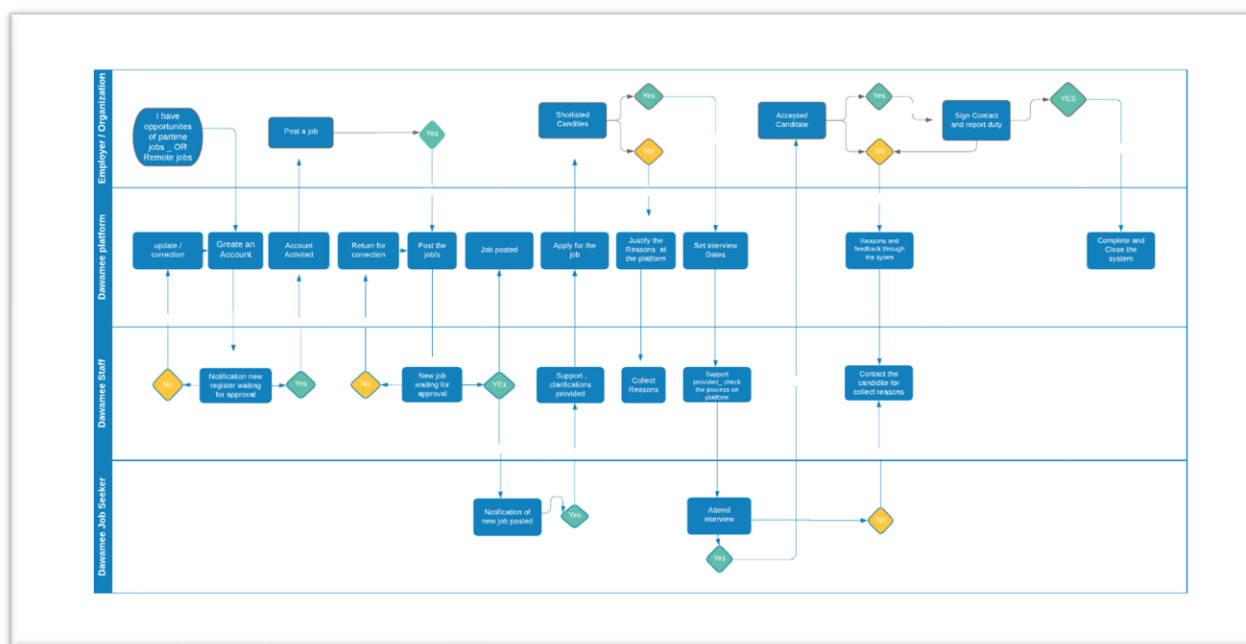 Employer / Organization
I have
opportunites
of partime
jobs _ OR
Remote jobs
Post a job
Yes
Shorlisted
Candities
Yes
No
Accepted
Canditate
Yes
No
Sign Contact
and report duty
YES
Dawamee platform
update /
correction
Greate an
Account
Account
Activited
Return for
correction
Post the
job/s
Job posted
Apply for the
job
Justify the
Reasons at
the platform
Set interview
Dates
Reasons and
feedback through
the sytem
Complete and
Close the
system
Dawamee Staff
No
Notification new
register waiting
for approval
Yes
No
New job
waiting for
approval
YEs
Support ,
clarifications
provided
Collect
Reasons
Support
provided_ check
the process on
platform
Contact the
candidite for
collect reasons
Dawamee Job Seeker
Notification of
new job posted
Yes
Attend
interview
Yes
No